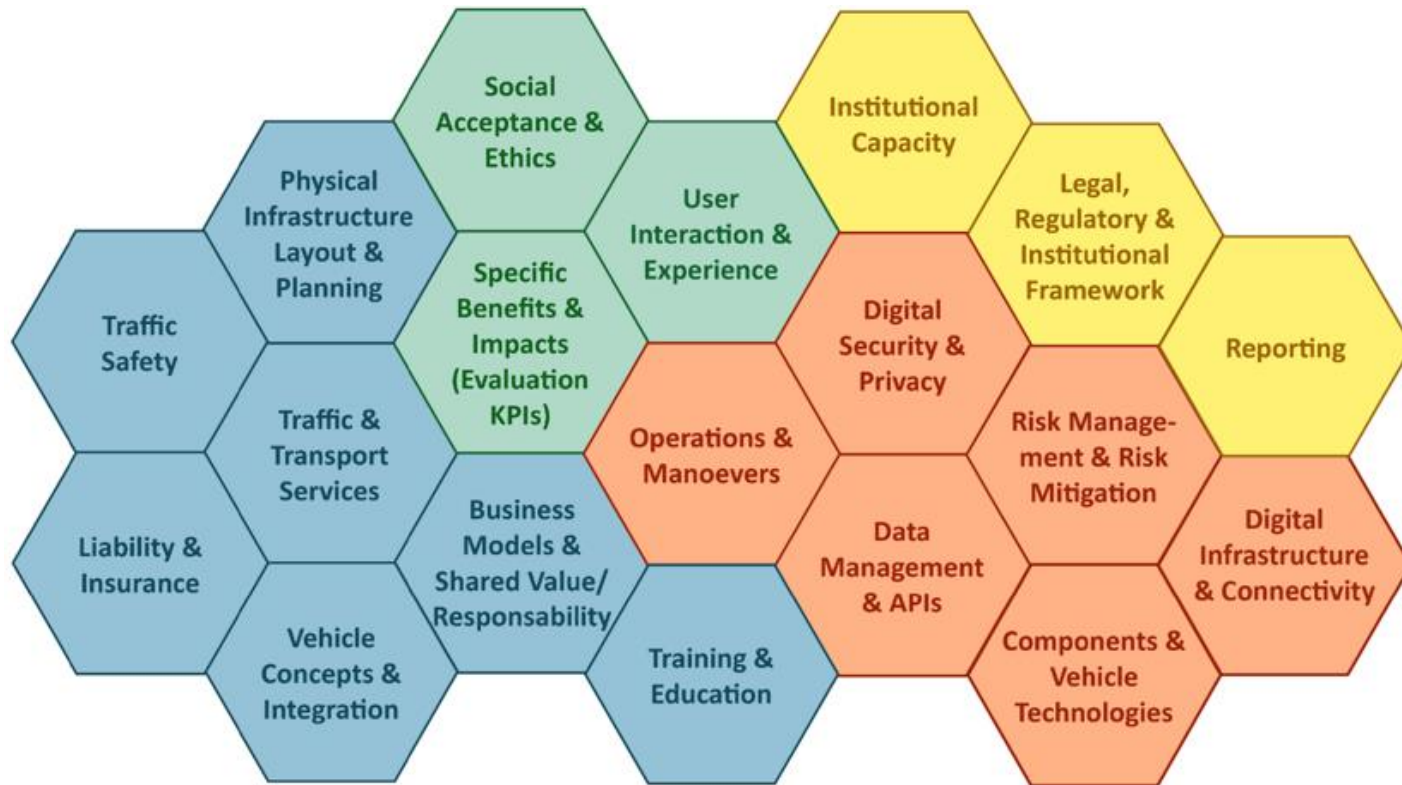 Social
Acceptance &
Ethics
Institutional
Capacity
Physical
Infrastructure
Layout &
Planning
User
Interaction &
Experience
Legal,
Regulatory &
Institutional
Framework
Traffic
Safety
Specific
Benefits &
Impacts
(Evaluation
KPIs)
Digital
Security &
Privacy
Reporting
Traffic &
Transport
Services
Operations &
Manoevers
Risk Manage-
ment & Risk
Mitigation
Liability &
Insurance
Business
Models &
Shared Value/
Responsability
Data
Management
& APIs
Digital
Infrastructure
& Connectivity
Vehicle
Concepts &
Integration
Training &
Education
Components &
Vehicle
Technologies